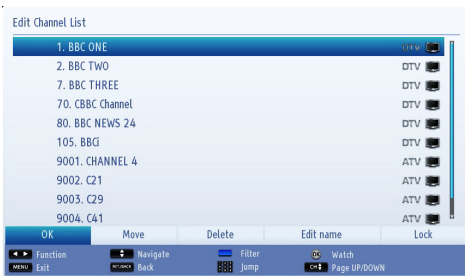 Edit Channel List
1. BBC ONE DTV
2. BBC TWO DTV
7. BBC THREE DTV
70. CBBC Channel DTV
80. BBC NEWS 24 DTV
105. BBCi DTV
9001. CHANNEL 4 ATV
9002. C21 ATV
9003. C29 ATV
9004. C41 ATV
OK Move Delete Edit name Lock
Function Navigate Filter OK Watch
MENU Exit RET/BACK Back Jump CH Page UP/DOWN